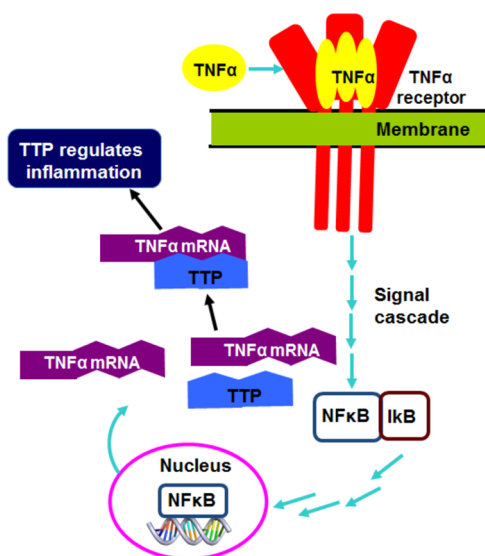 TNFα
TNFα
TNFα
receptor
Membrane
TTP regulates
inflammation
TNFα mRNA
TTP
Signal
cascade
TNFα mRNA
TNFα mRNA
TTP
NFκB
IkB
Nucleus
NFκB